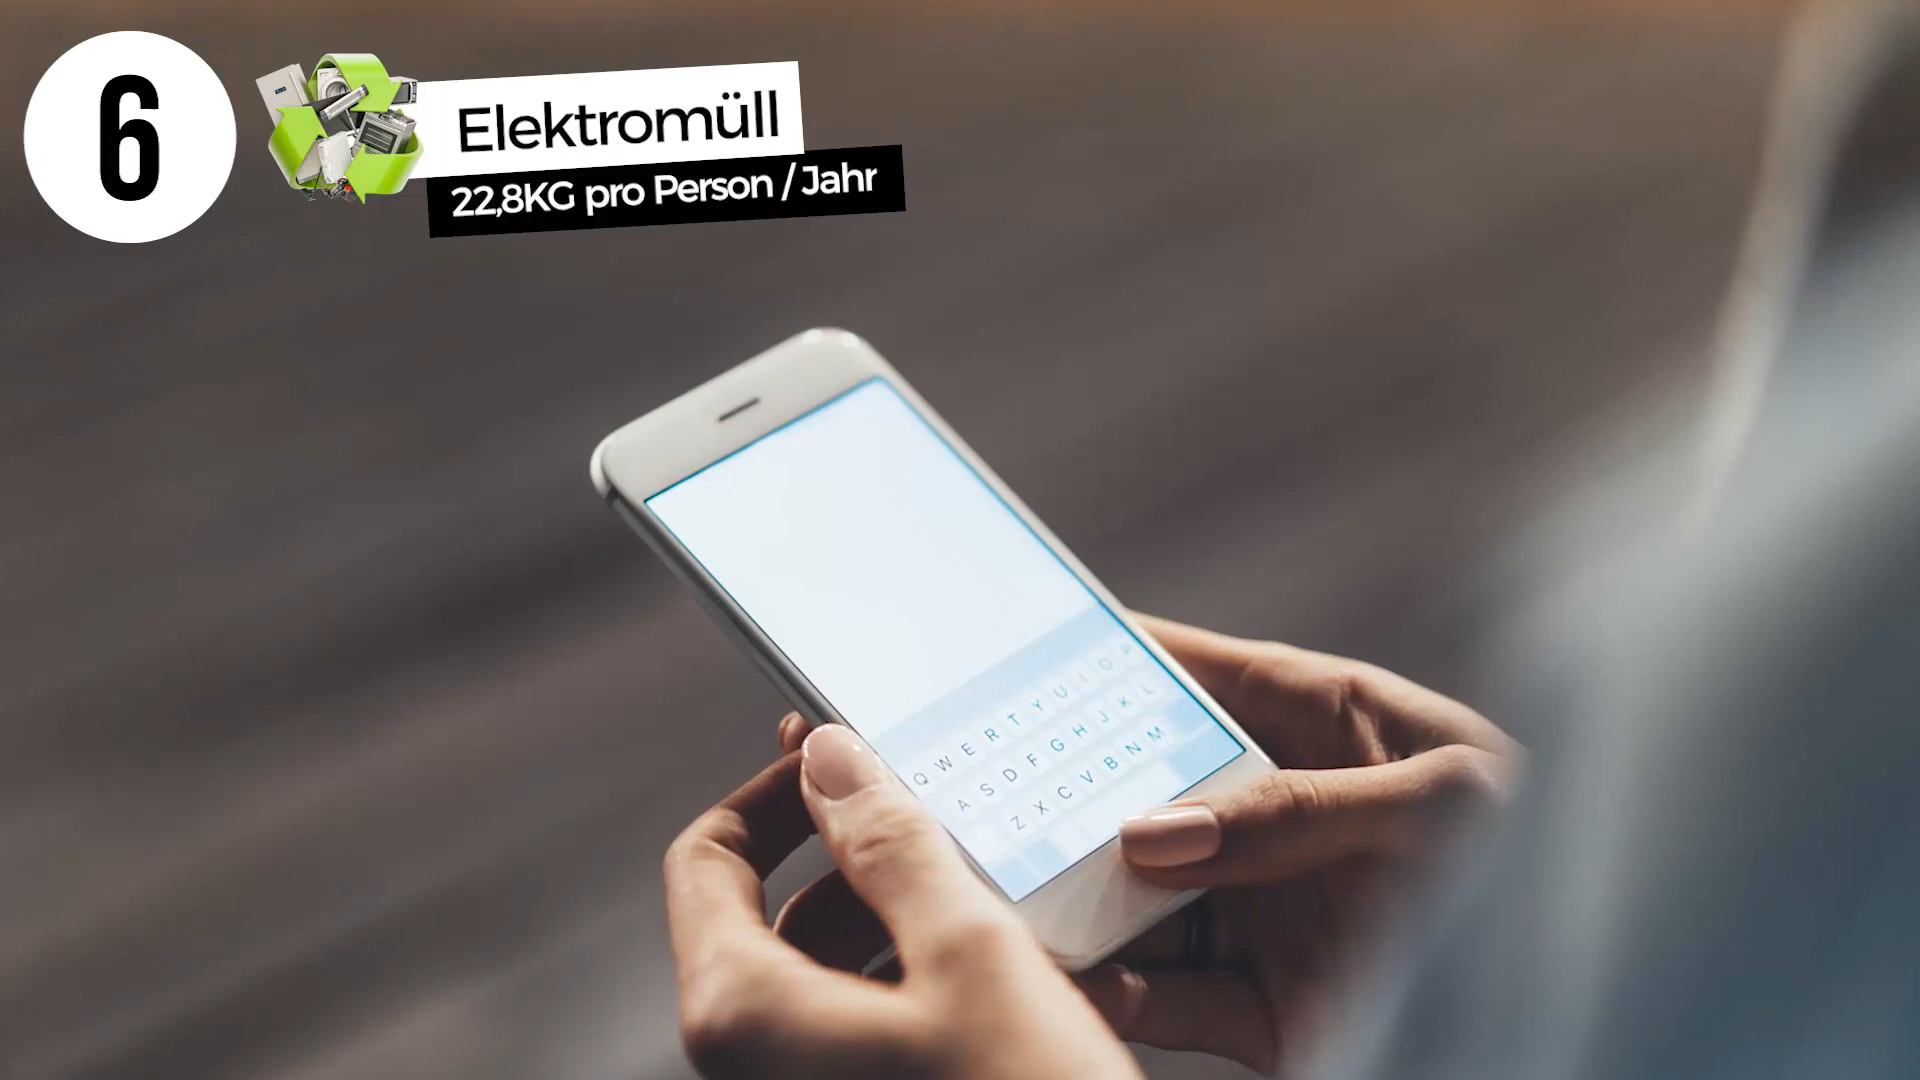 6
Elektromüll
22,8KG pro Person / Jahr
Q W E R T Y U I O P
A S D F G H J K L
Z X C V B N M